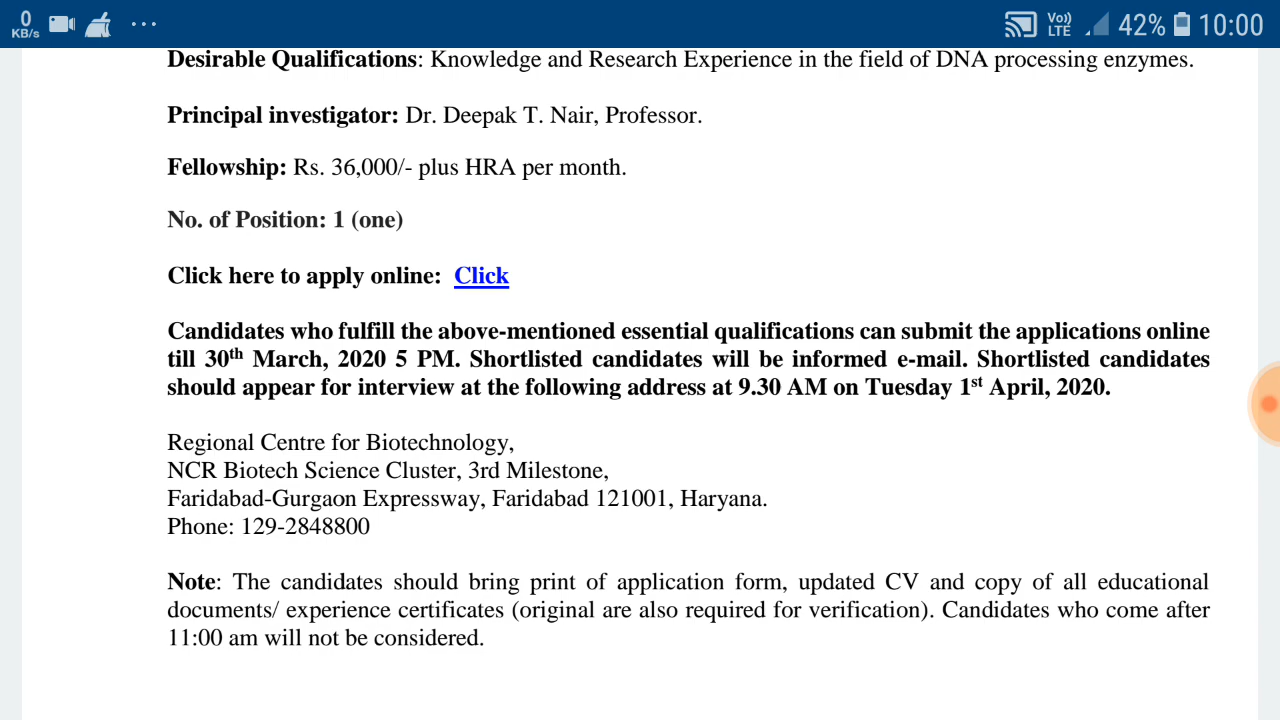 0
KB/s
...
Vo))
LTE
42%
10:00
Desirable Qualifications: Knowledge and Research Experience in the field of DNA processing enzymes.
Principal investigator: Dr. Deepak T. Nair, Professor.
Fellowship: Rs. 36,000/- plus HRA per month.
No. of Position: 1 (one)
Click here to apply online: Click
Candidates who fulfill the above-mentioned essential qualifications can submit the applications online
till 30th March, 2020 5 PM. Shortlisted candidates will be informed e-mail. Shortlisted candidates
should appear for interview at the following address at 9.30 AM on Tuesday 1st April, 2020.
Regional Centre for Biotechnology,
NCR Biotech Science Cluster, 3rd Milestone,
Faridabad-Gurgaon Expressway, Faridabad 121001, Haryana.
Phone: 129-2848800
Note: The candidates should bring print of application form, updated CV and copy of all educational
documents/ experience certificates (original are also required for verification). Candidates who come after
11:00 am will not be considered.